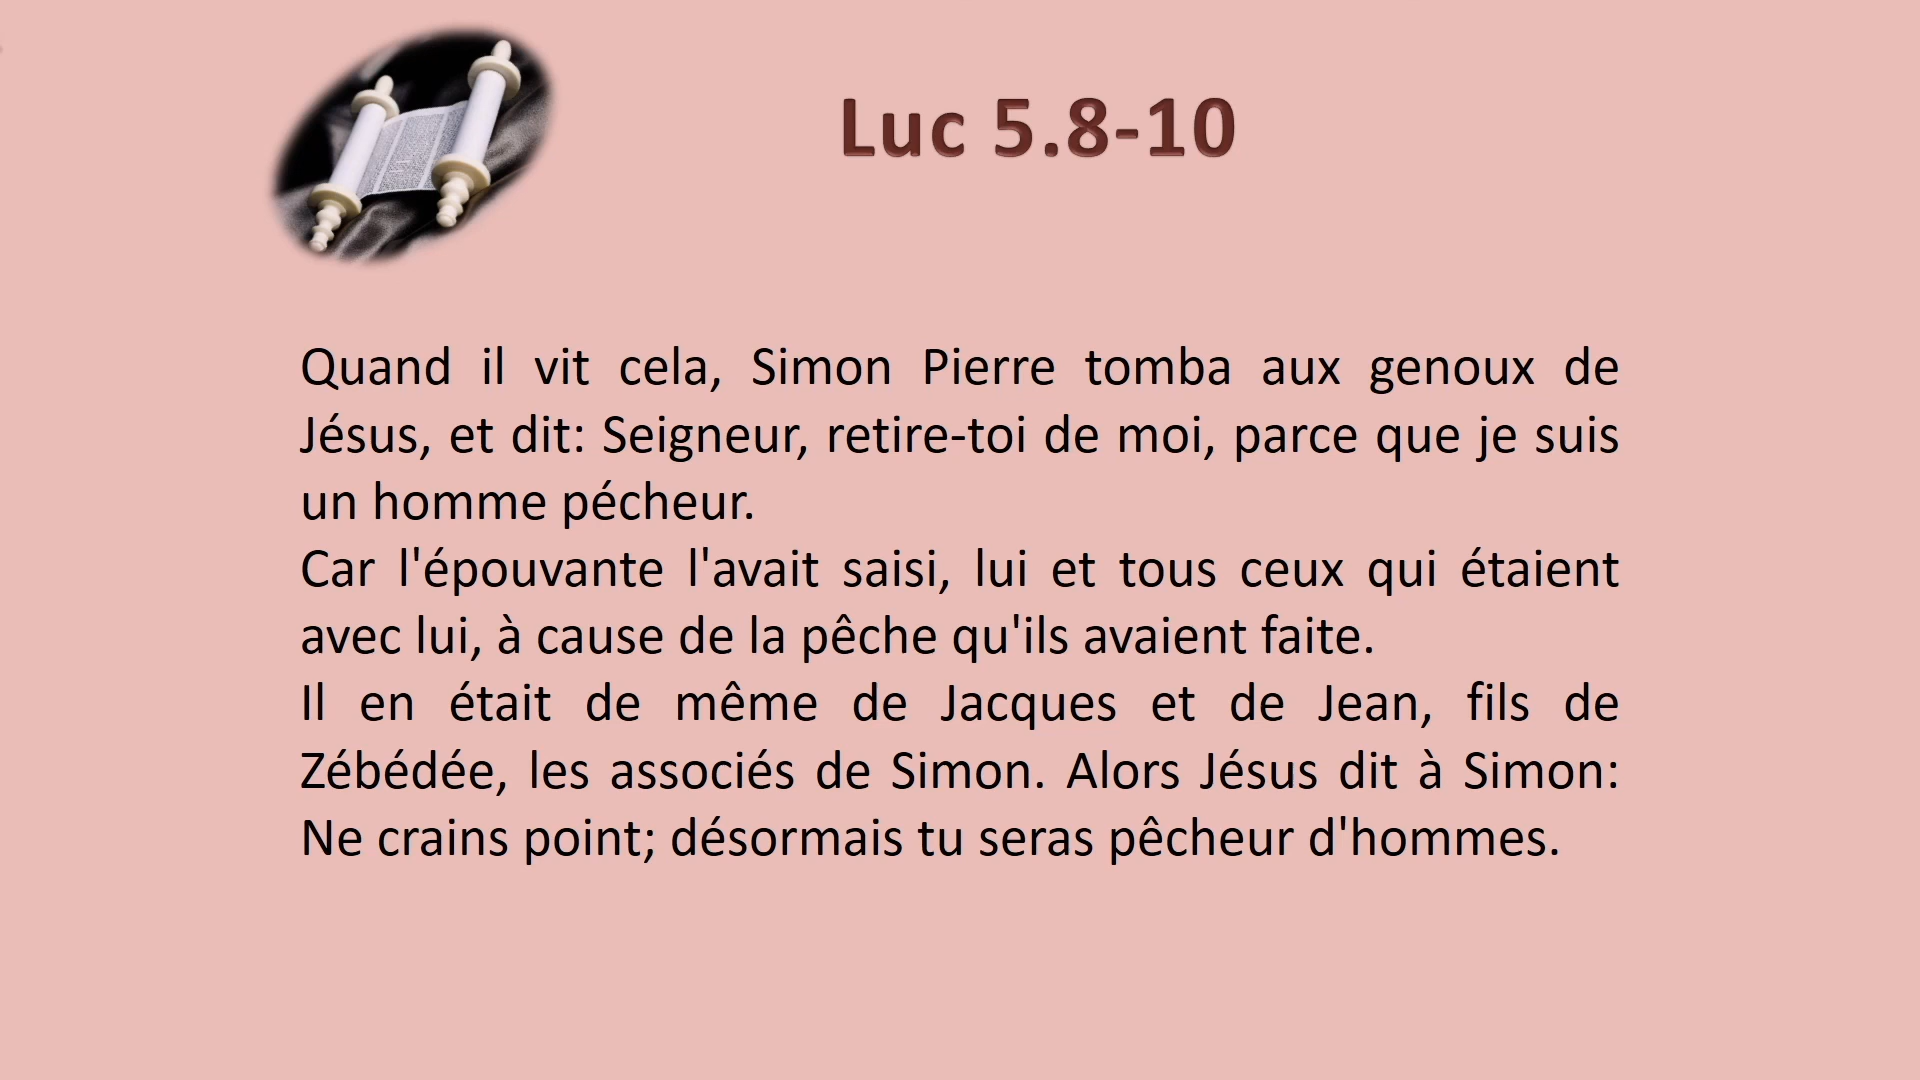 Luc 5.8-10
Quand il vit cela, Simon Pierre tomba aux genoux de
Jésus, et dit: Seigneur, retire-toi de moi, parce que je suis
un homme pécheur.
Car l'épouvante l'avait saisi, lui et tous ceux qui étaient
avec lui, à cause de la pêche qu'ils avaient faite.
Il en était de même de Jacques et de Jean, fils de
Zébédée, les associés de Simon. Alors Jésus dit à Simon:
Ne crains point; désormais tu seras pêcheur d'hommes.